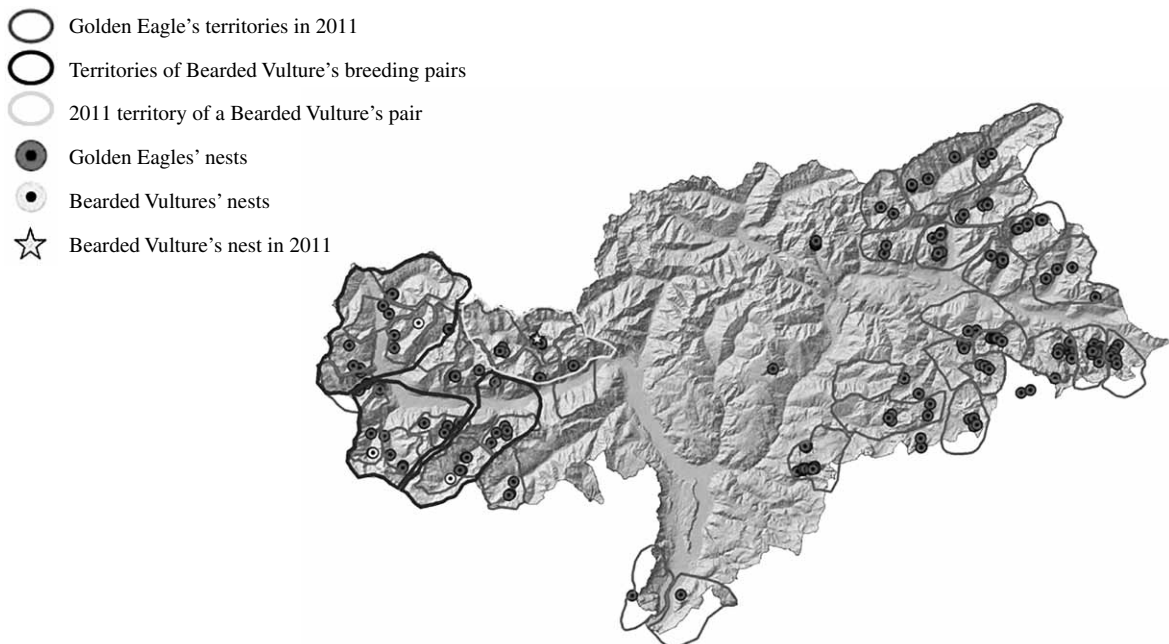 Golden Eagle's territories in 2011
Territories of Bearded Vulture's breeding pairs
2011 territory of a Bearded Vulture's pair
Golden Eagles' nests
Bearded Vultures' nests
Bearded Vulture's nest in 2011